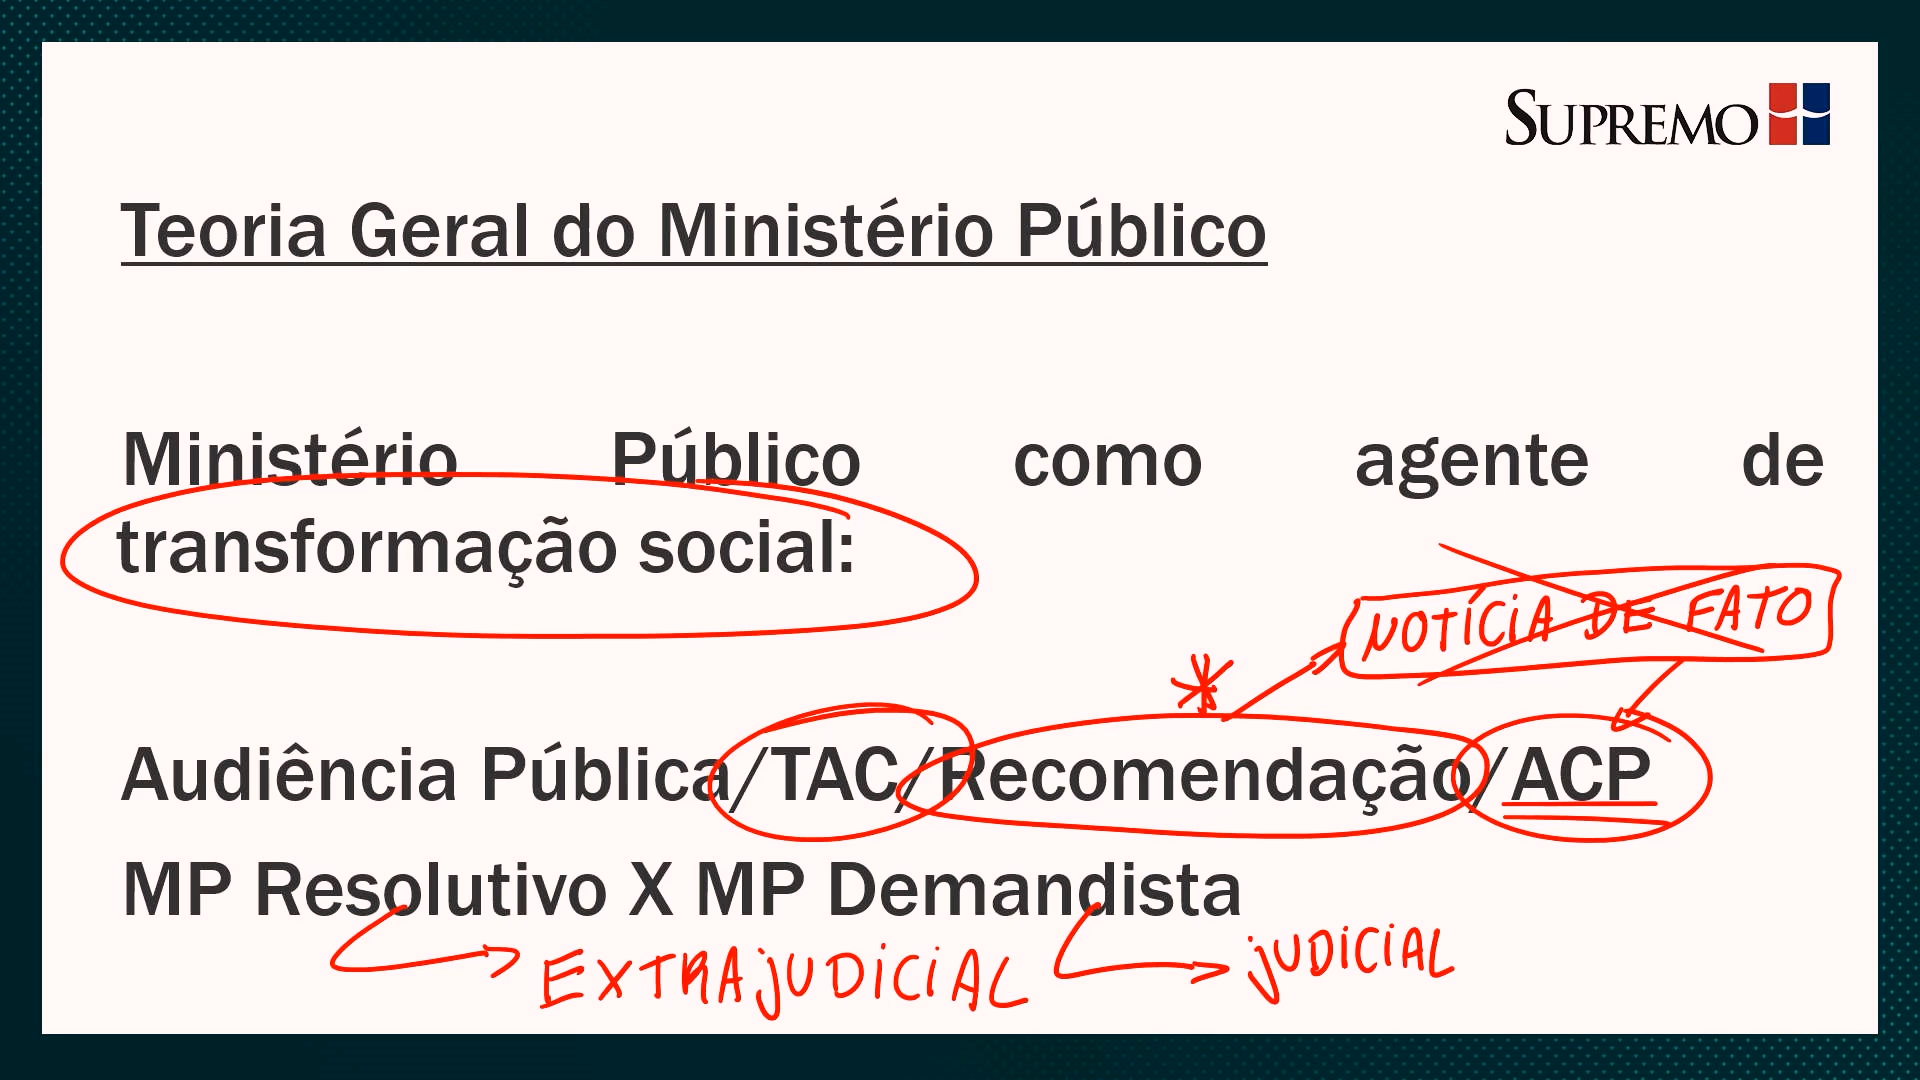 SUPREMO
Teoria Geral do Ministério Público
Ministério Público como agente de
transformação social:
NOTÍCIA DE FATO
*
Audiência Pública/TAC/Recomendação/ACP
MP Resolutivo X MP Demandista
EXTRAJUDICIAL
JUDICIAL